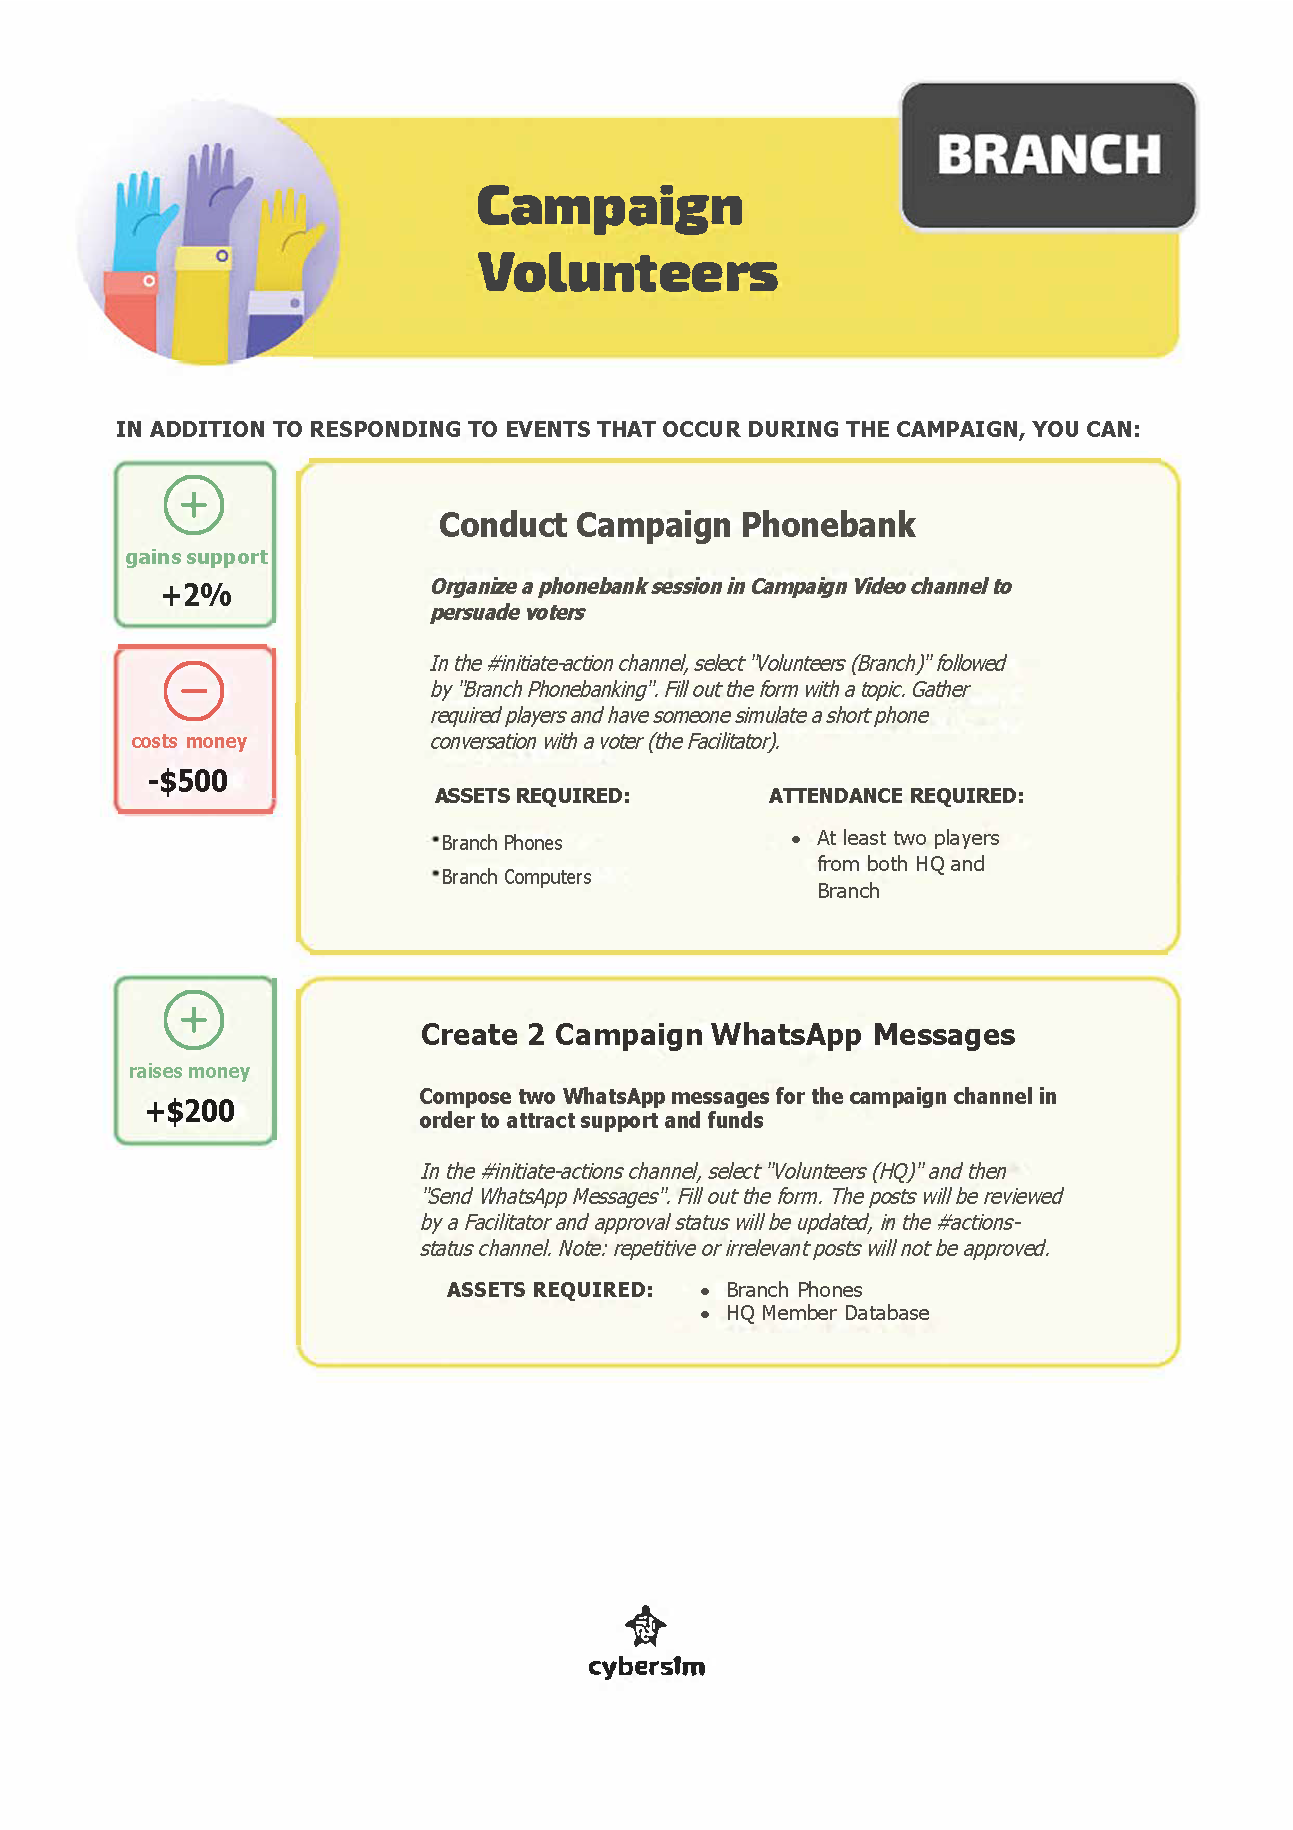 BRANCH
Campaign
Volunteers
IN ADDITION TO RESPONDING TO EVENTS THAT OCCUR DURING THE CAMPAIGN, YOU CAN:
gains support
+2%
costs money
-$500
Conduct Campaign Phonebank
Organize a phonebank session in Campaign Video channel to
persuade voters
In the #initiate-action channel, select "Volunteers (Branch)" followed
by "Branch Phonebanking". Fill out the form with a topic. Gather
required players and have someone simulate a short phone
conversation with a voter (the Facilitator).
ASSETS REQUIRED:
•Branch Phones
•Branch Computers
ATTENDANCE REQUIRED:
• At least two players
from both HQ and
Branch
raises money
+$200
Create 2 Campaign WhatsApp Messages
Compose two WhatsApp messages for the campaign channel in
order to attract support and funds
In the #initiate-actions channel, select "Volunteers (HQ)" and then
"Send WhatsApp Messages". Fill out the form. The posts will be reviewed
by a Facilitator and approval status will be updated, in the #actions-
status channel. Note: repetitive or irrelevant posts will not be approved.
ASSETS REQUIRED:
• Branch Phones
• HQ Member Database
cybersim